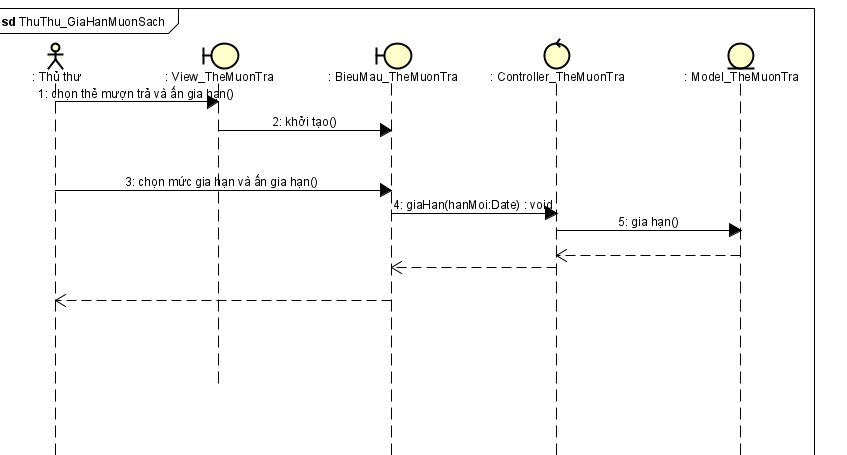 sd ThuThu_GiaHanMuonSach
: Thủ thư
: View_TheMuonTra
: BieuMau_TheMuonTra
: Controller_TheMuonTra
: Model_TheMuonTra
1: chọn thẻ mượn trả và ấn gia hạn()
2: khởi tạo()
3: chọn mức gia hạn và ấn gia hạn()
4: giaHan(hanMoi:Date) : void
5: gia hạn()